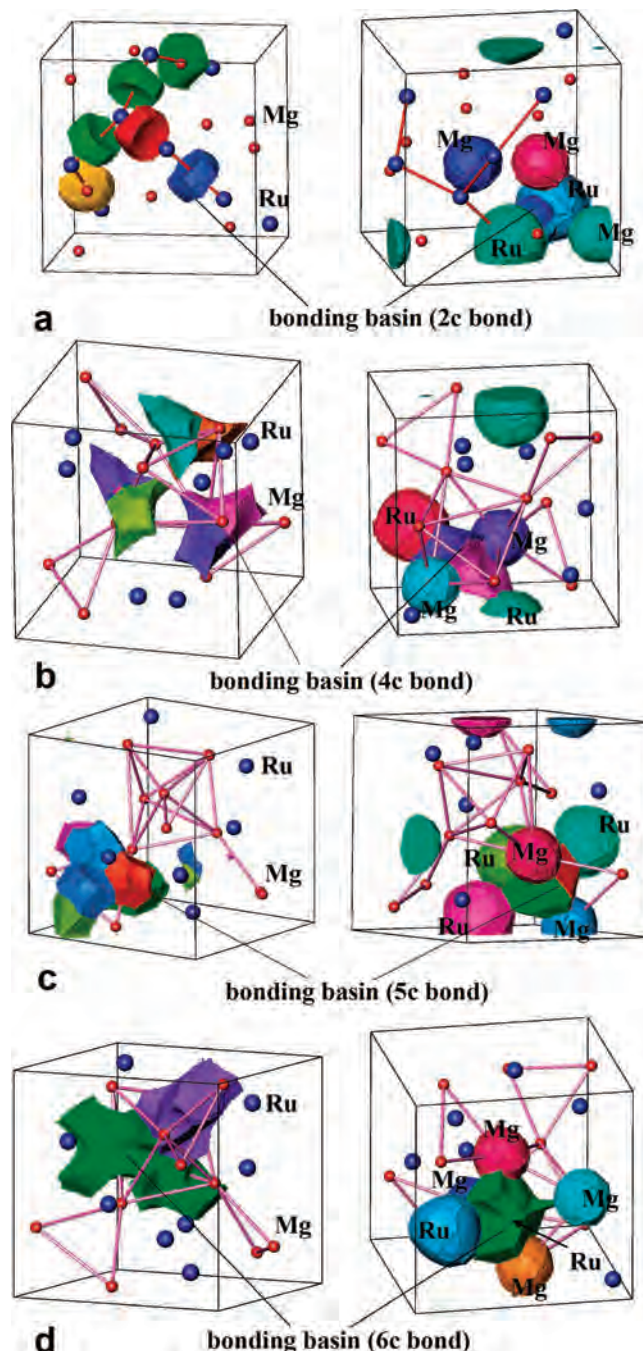 Mg
Ru
Mg
Mg
Ru
Ru
Mg
a
bonding basin (2c bond)
Ru
Mg
Ru
Mg
Mg
Ru
b
bonding basin (4c bond)
Ru
Mg
Ru
Ru
Mg
Ru
Mg
c
bonding basin (5c bond)
Ru
Mg
Mg
Mg
Mg
Ru
Ru
Mg
d
bonding basin (6c bond)